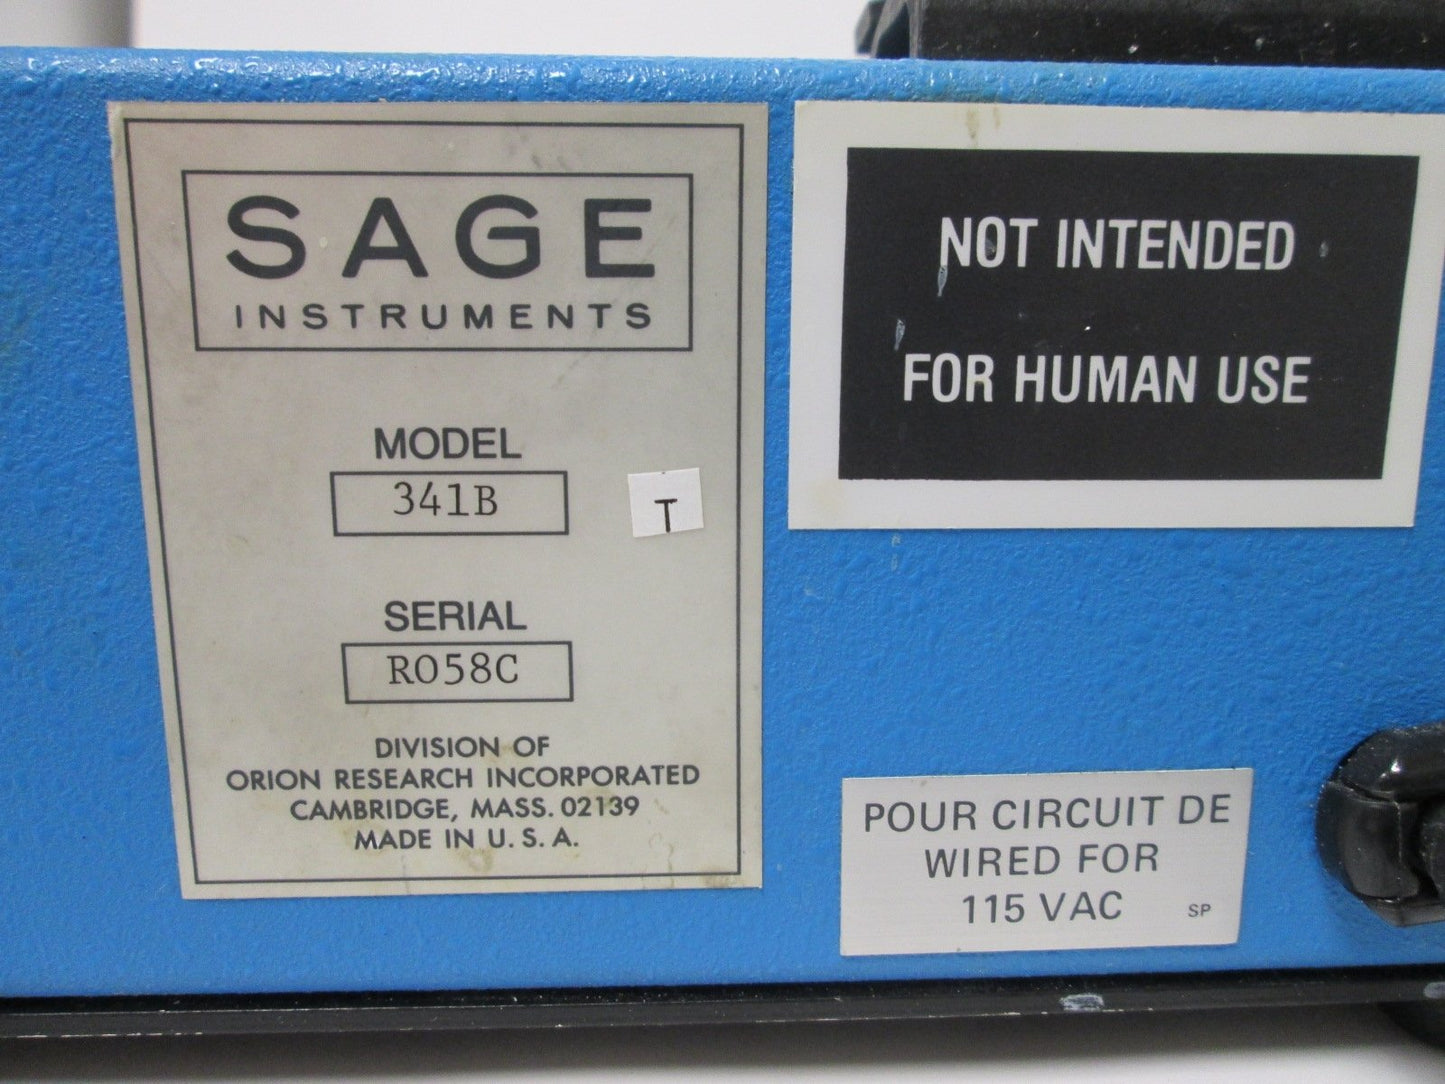 SAGE
INSTRUMENTS
MODEL
341B
T
SERIAL
R058C
DIVISION OF
ORION RESEARCH INCORPORATED
CAMBRIDGE, MASS. 02139
MADE IN U.S.A.
NOT INTENDED
FOR HUMAN USE
POUR CIRCUIT DE
WIRED FOR
115 VAC
SP